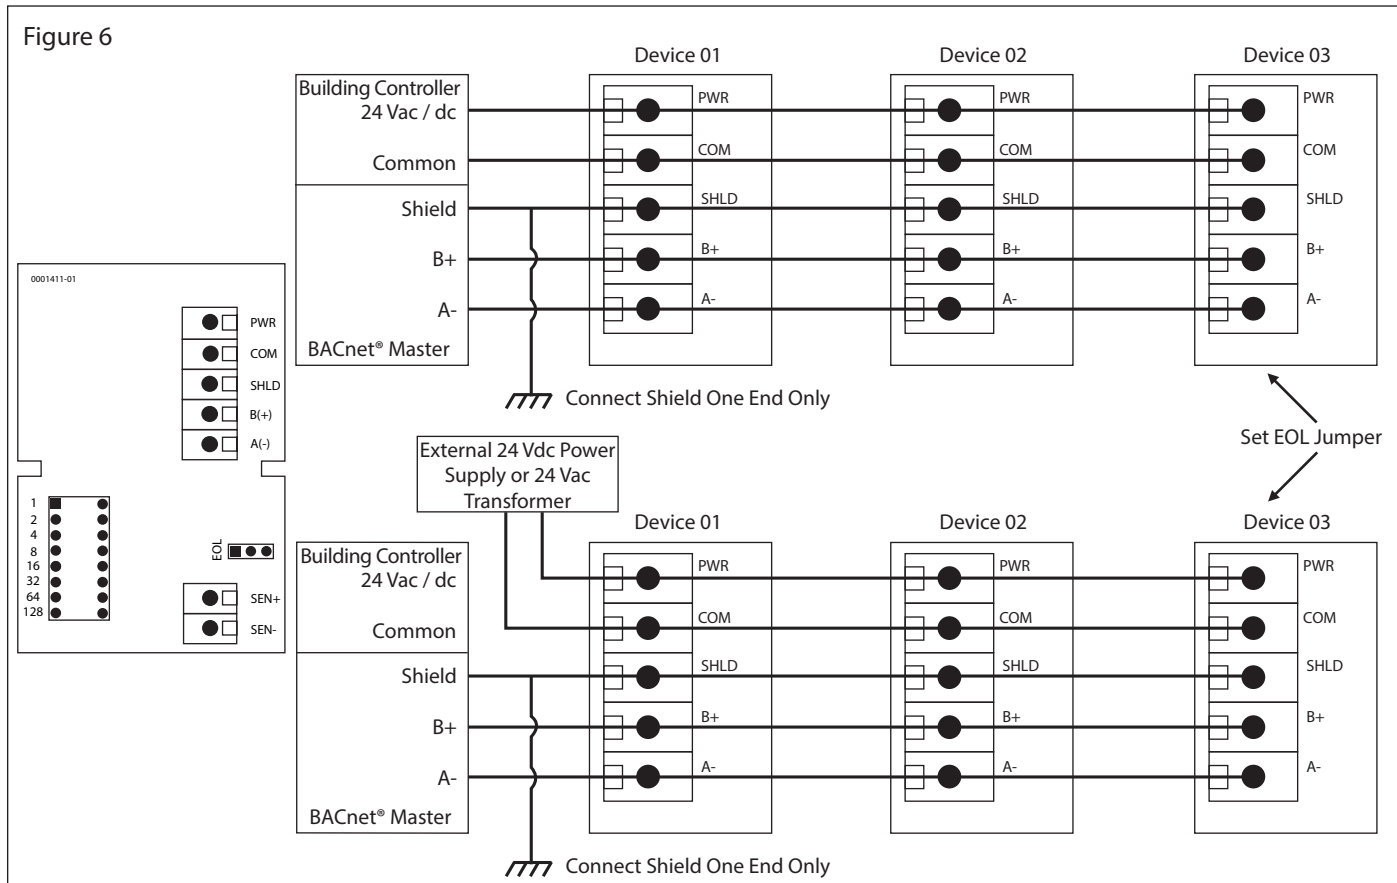 Figure 6
Device 01
Device 02
Device 03
Building Controller
24 Vac / dc
Common
Shield
B+
A-
BACnet® Master
PWR
COM
SHLD
B+
A-
PWR
COM
SHLD
B+
A-
PWR
COM
SHLD
B+
A-
Connect Shield One End Only
Set EOL Jumper
0001411-01
PWR
COM
SHLD
B(+)
A(-)
1
2
4
8
16
32
64
128
EOL
SEN+
SEN-
External 24 Vdc Power
Supply or 24 Vac
Transformer
Device 01
Device 02
Device 03
Building Controller
24 Vac / dc
Common
Shield
B+
A-
BACnet® Master
PWR
COM
SHLD
B+
A-
PWR
COM
SHLD
B+
A-
PWR
COM
SHLD
B+
A-
Connect Shield One End Only